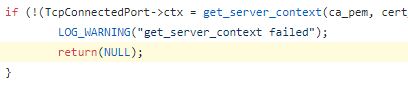 if (!(TcpConnectedPort->ctx = get_server_context(ca_pem, cert
LOG_WARNING("get_server_context failed");
return(NULL);
}